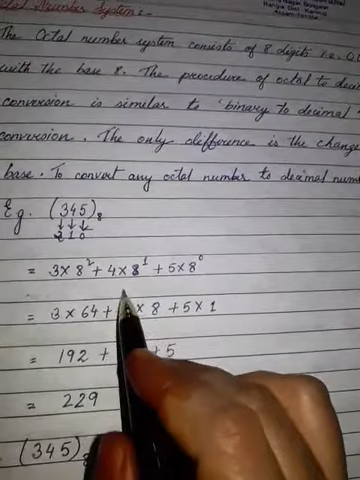 Number System:-
The Octal number system consists of 8 digits i.e. 0
with the base 8. The procedure of octal to
conversion is similar to binary to decimal
conversion. The only difference is the change
base. To convert any octal number to decimal
Eg. (345)₈
2 1 0
= 3×8² + 4×8¹ + 5×8⁰
= 3×64 + ×8 + 5×1
= 192 + + 5
= 229
(345)₈